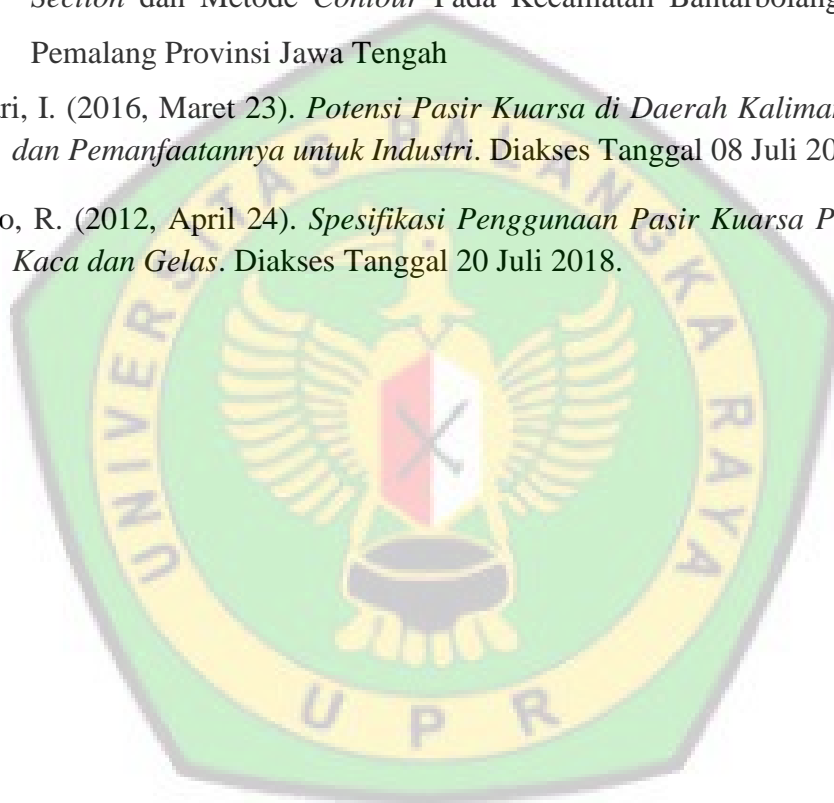 Section dan Metode Contour Pada Kecamatan Bantarbolang
Pemalang Provinsi Jawa Tengah
ri, I. (2016, Maret 23). Potensi Pasir Kuarsa di Daerah Kalima
dan Pemanfaatannya untuk Industri. Diakses Tanggal 08 Juli 20
o, R. (2012, April 24). Spesifikasi Penggunaan Pasir Kuarsa P
Kaca dan Gelas. Diakses Tanggal 20 Juli 2018.
UNIVERSITAS PALANGKA RAYA
UPR